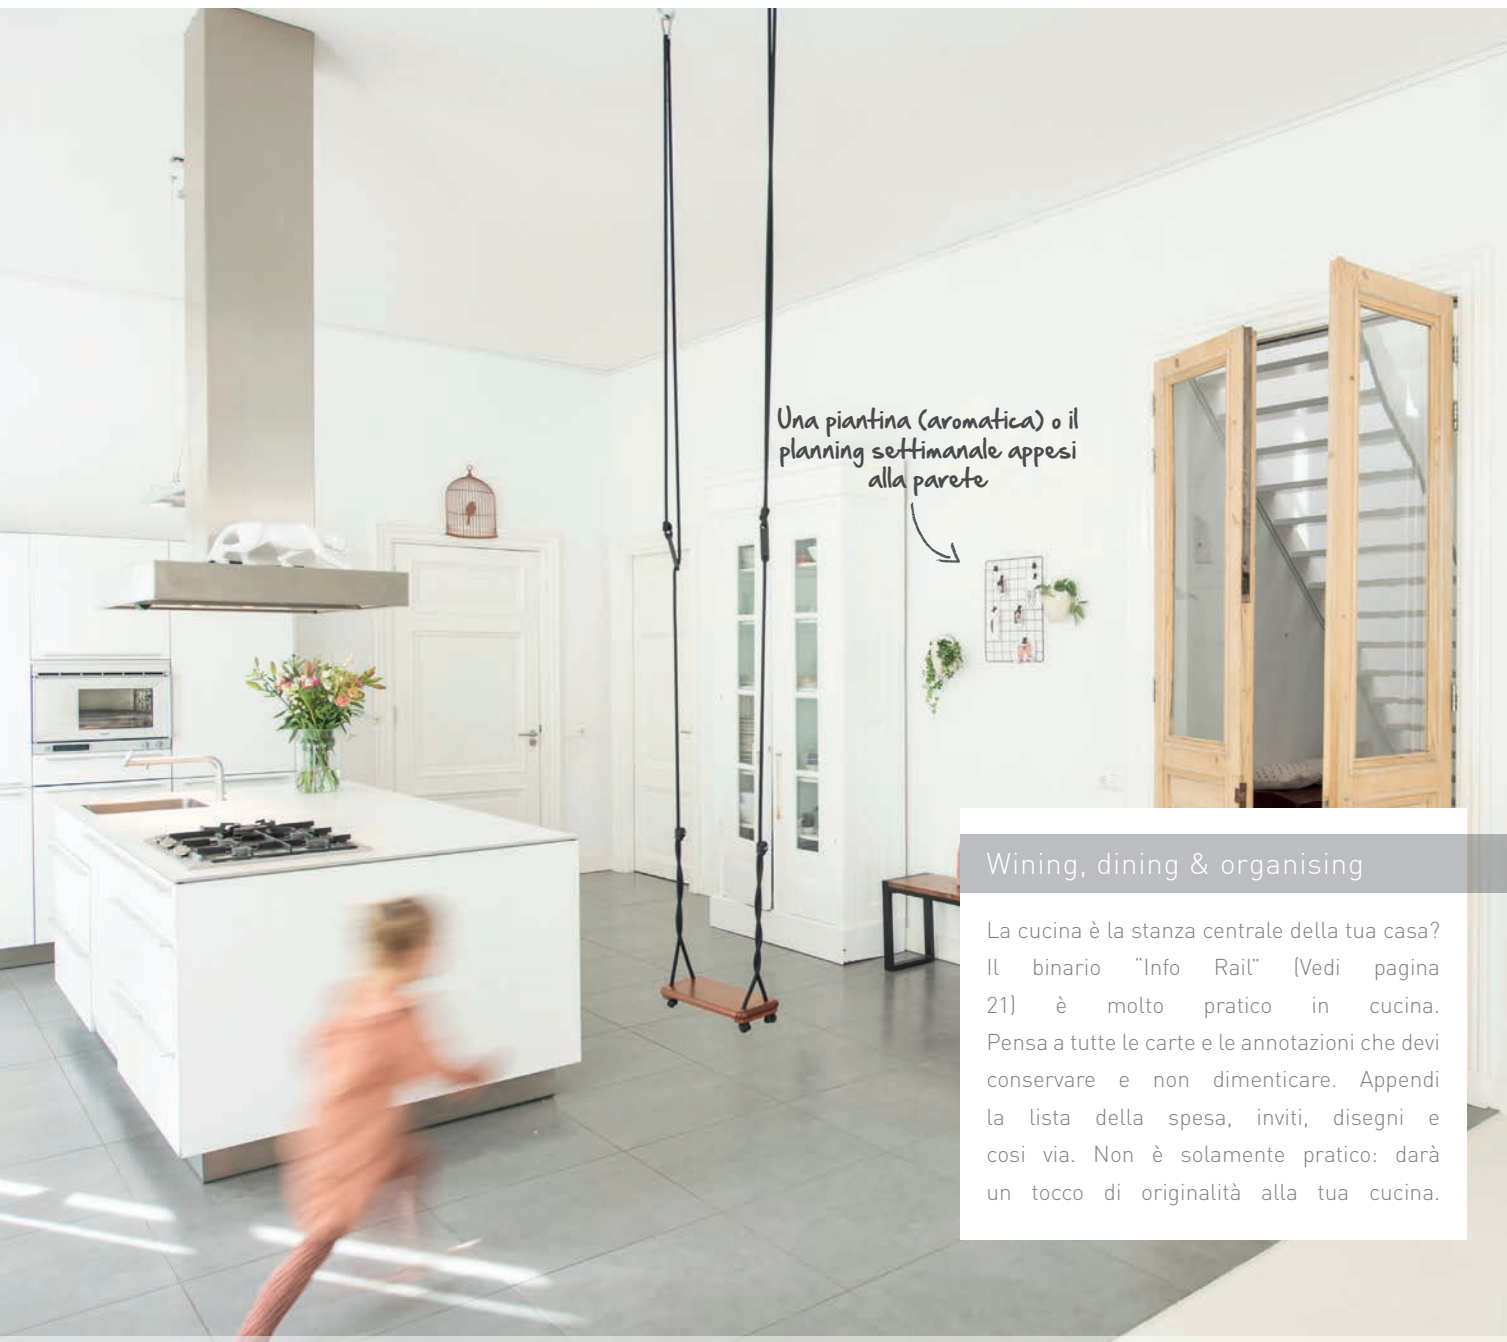 Una piantina (aromatica) o il
planning settimanale appesi
alla parete
Wining, dining & organising
La cucina è la stanza centrale della tua casa?
Il binario “Info Rail” (Vedi pagina
21) è molto pratico in cucina.
Pensa a tutte le carte e le annotazioni che devi
conservare e non dimenticare. Appendi
la lista della spesa, inviti, disegni e
cosi via. Non è solamente pratico: darà
un tocco di originalità alla tua cucina.